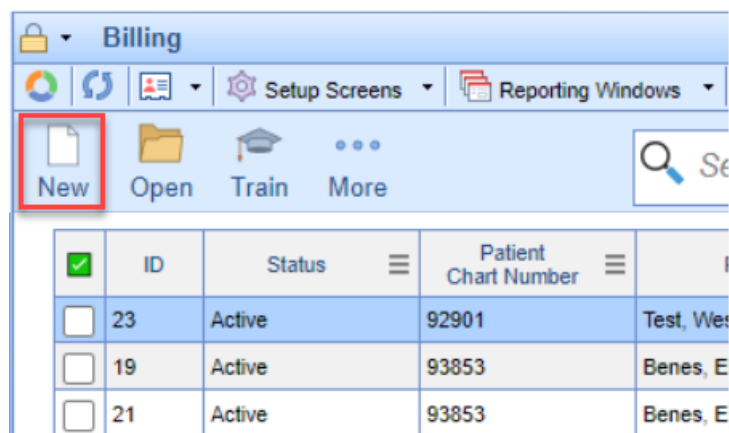 Billing
Setup Screens Reporting Windows
New Open Train More
ID Status Patient Chart Number
23 Active 92901 Test, Wes
19 Active 93853 Benes, E
21 Active 93853 Benes, E